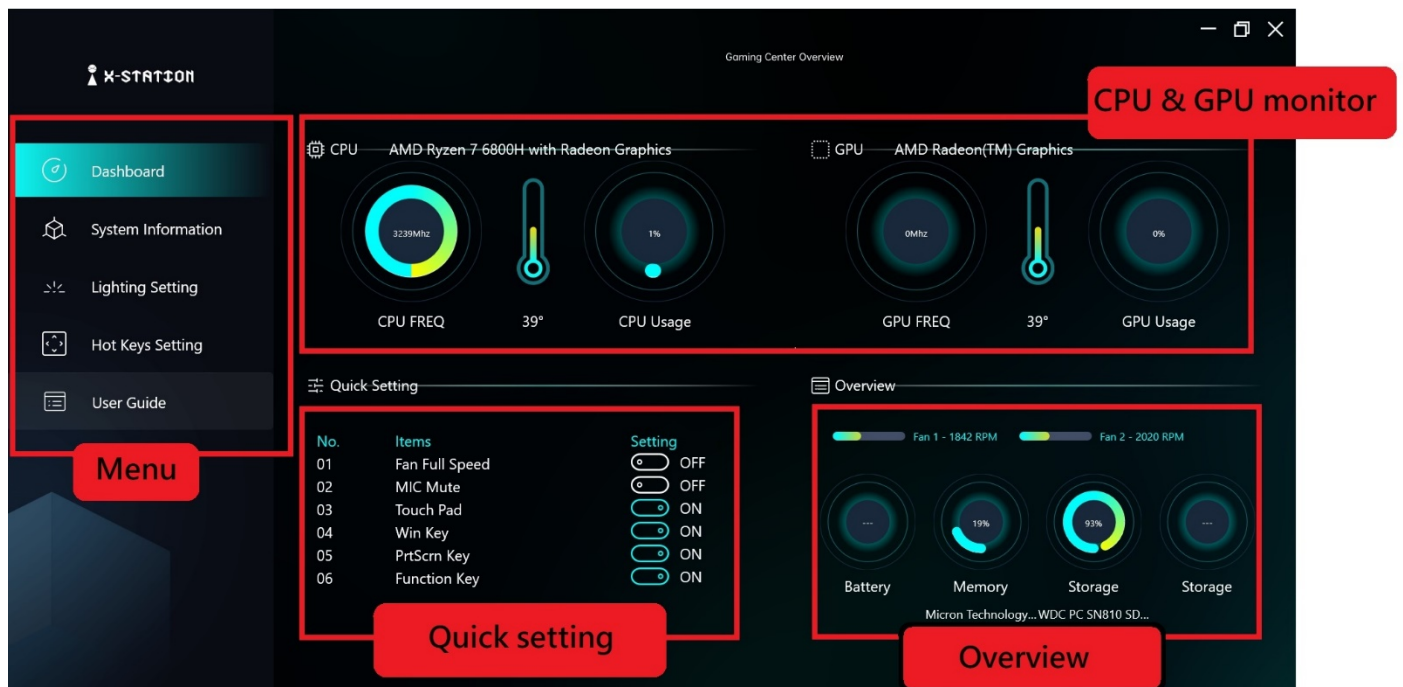 Gaming Center Overview
X-STATION
CPU & GPU monitor
Dashboard
System Information
Lighting Setting
Hot Keys Setting
User Guide
Menu
CPU AMD Ryzen 7 6800H with Radeon Graphics
3239Mhz 1%
CPU FREQ 39° CPU Usage
GPU AMD Radeon(TM) Graphics
0Mhz 0%
GPU FREQ 39° GPU Usage
Quick Setting
No. Items Setting
01 Fan Full Speed OFF
02 MIC Mute OFF
03 Touch Pad ON
04 Win Key ON
05 PrtScrn Key ON
06 Function Key ON
Quick setting
Overview
Fan 1 - 1842 RPM Fan 2 - 2020 RPM
--- 19% 93% ---
Battery Memory Storage Storage
Micron Technology... WDC PC SN810 SD...
Overview